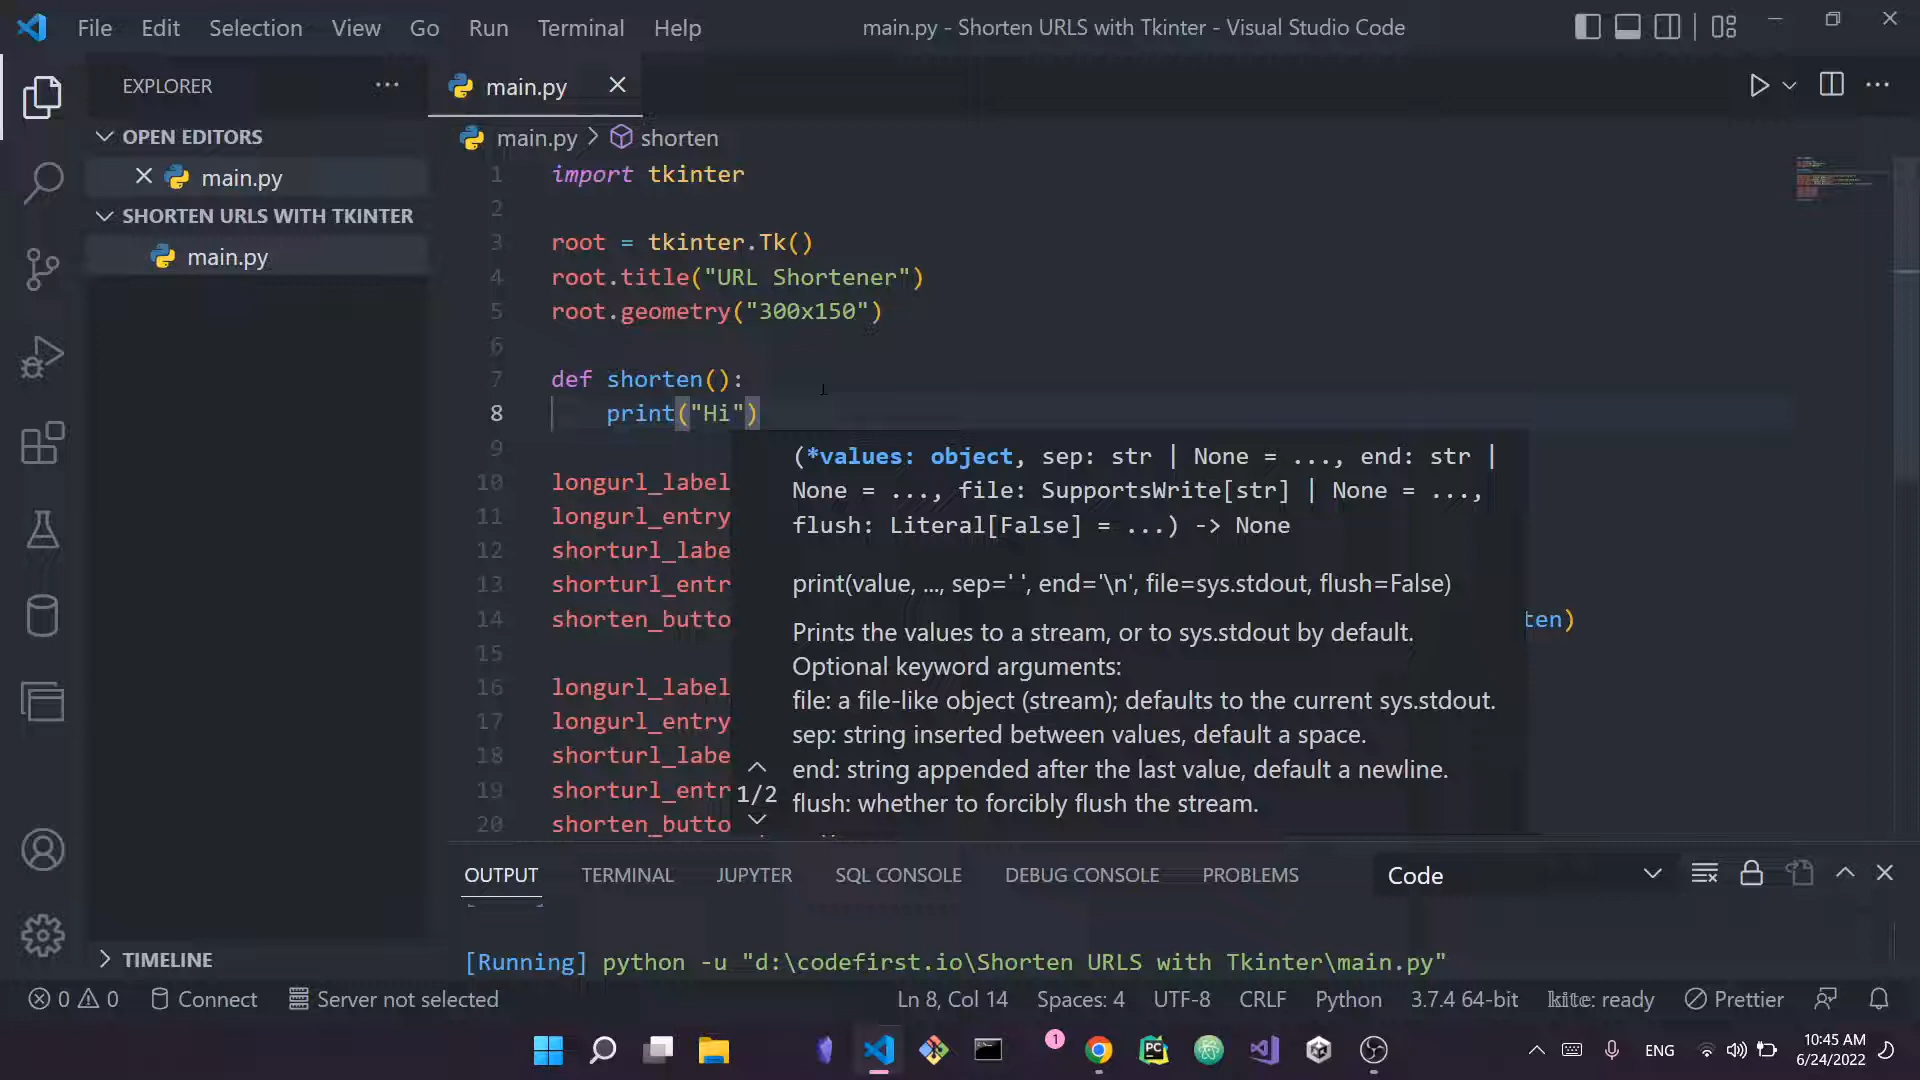 File Edit Selection View Go Run Terminal Help
main.py - Shorten URLS with Tkinter - Visual Studio Code
EXPLORER
OPEN EDITORS
main.py
SHORTEN URLS WITH TKINTER
main.py
TIMELINE
main.py
main.py > shorten
1 import tkinter
2
3 root = tkinter.Tk()
4 root.title("URL Shortener")
5 root.geometry("300x150")
6
7 def shorten():
8 print("Hi")
9
10 longurl_label
11 longurl_entry
12 shorturl_labe
13 shorturl_entr
14 shorten_butto ten)
15
16 longurl_label
17 longurl_entry
18 shorturl_labe
19 shorturl_entr
20 shorten_butto
(*values: object, sep: str |
None = ..., end: str |
None = ..., file: SupportsWrite[str] | None = ...,
flush: Literal[False] = ...) -> None
print(value, ..., sep=' ', end='\n', file=sys.stdout, flush=False)
Prints the values to a stream, or to sys.stdout by default.
Optional keyword arguments:
file: a file-like object (stream); defaults to the current sys.stdout.
sep: string inserted between values, default a space.
end: string appended after the last value, default a newline.
flush: whether to forcibly flush the stream.
1/2
OUTPUT TERMINAL JUPYTER SQL CONSOLE DEBUG CONSOLE PROBLEMS
Code
[Running] python -u "d:\codefirst.io\Shorten URLS with Tkinter\main.py"
0 0 Connect Server not selected
Ln 8, Col 14 Spaces: 4 UTF-8 CRLF Python 3.7.4 64-bit kite: ready Prettier
1
PC
ENG
10:45 AM
6/24/2022